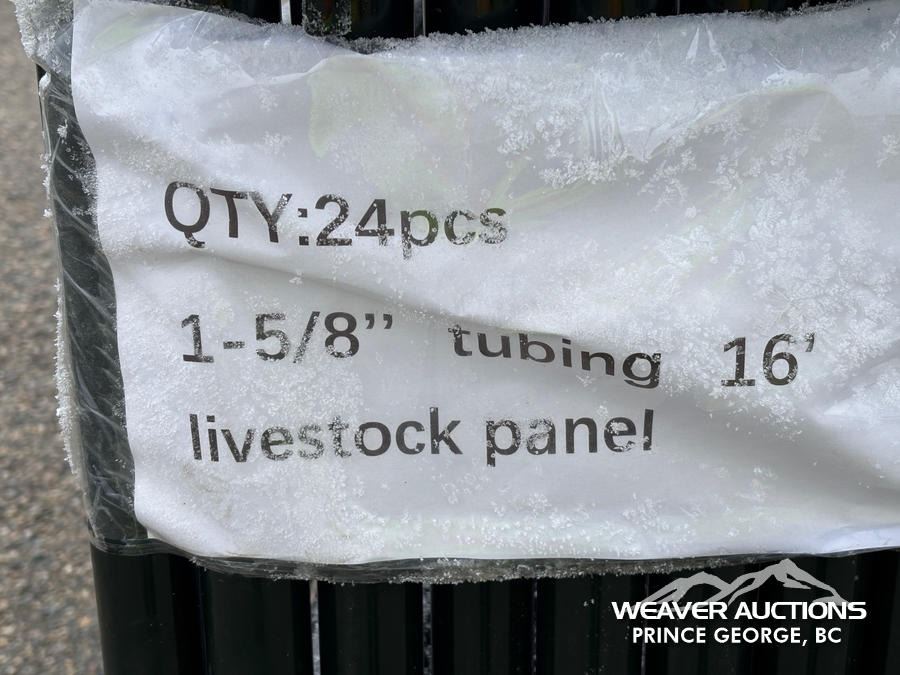 QTY:24pcs
1-5/8’’ tubing 16’
livestock panel
WEAVER AUCTIONS
PRINCE GEORGE, BC